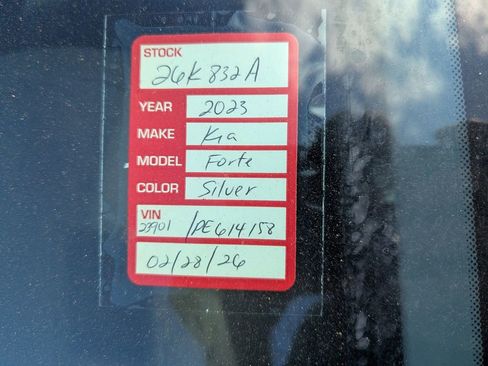 STOCK
26K832A
YEAR 2023
MAKE Kia
MODEL Forte
COLOR Silver
VIN
23901 /PE614158
02/28/26